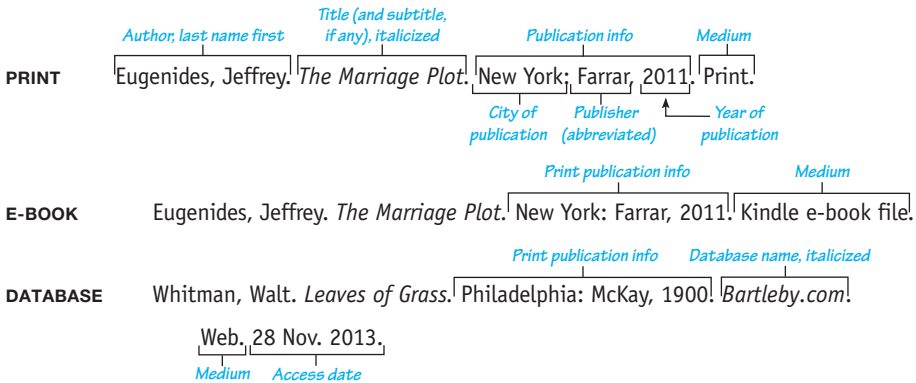 Title (and subtitle,
Author, last name first if any), italicized Publication info Medium
PRINT Eugenides, Jeffrey. The Marriage Plot. New York: Farrar, 2011. Print.
City of Publisher Year of
publication (abbreviated) publication
Print publication info Medium
E-BOOK Eugenides, Jeffrey. The Marriage Plot. New York: Farrar, 2011. Kindle e-book file.
Print publication info Database name, italicized
DATABASE Whitman, Walt. Leaves of Grass. Philadelphia: McKay, 1900. Bartleby.com.
Web. 28 Nov. 2013.
Medium Access date